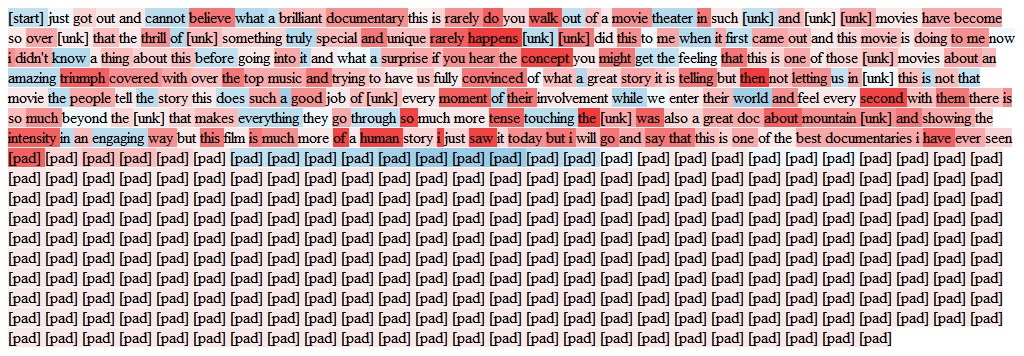 [start] just got out and cannot believe what a brilliant documentary this is rarely do you walk out of a movie theater in such [unk] and [unk] [unk] movies have become
so over [unk] that the thrill of [unk] something truly special and unique rarely happens [unk] [unk] did this to me when it first came out and this movie is doing to me now
i didn't know a thing about this before going into it and what a surprise if you hear the concept you might get the feeling that this is one of those [unk] movies about an
amazing triumph covered with over the top music and trying to have us fully convinced of what a great story it is telling but then not letting us in [unk] this is not that
movie the people tell the story this does such a good job of [unk] every moment of their involvement while we enter their world and feel every second with them there is
so much beyond the [unk] that makes everything they go through so much more tense touching the [unk] was also a great doc about mountain [unk] and showing the
intensity in an engaging way but this film is much more of a human story i just saw it today but i will go and say that this is one of the best documentaries i have ever seen
[pad] [pad] [pad] [pad] [pad] [pad] [pad] [pad] [pad] [pad] [pad] [pad] [pad] [pad] [pad] [pad] [pad] [pad] [pad] [pad] [pad] [pad] [pad] [pad] [pad] [pad] [pad]
[pad] [pad] [pad] [pad] [pad] [pad] [pad] [pad] [pad] [pad] [pad] [pad] [pad] [pad] [pad] [pad] [pad] [pad] [pad] [pad] [pad] [pad] [pad] [pad] [pad] [pad] [pad]
[pad] [pad] [pad] [pad] [pad] [pad] [pad] [pad] [pad] [pad] [pad] [pad] [pad] [pad] [pad] [pad] [pad] [pad] [pad] [pad] [pad] [pad] [pad] [pad] [pad] [pad] [pad]
[pad] [pad] [pad] [pad] [pad] [pad] [pad] [pad] [pad] [pad] [pad] [pad] [pad] [pad] [pad] [pad] [pad] [pad] [pad] [pad] [pad] [pad] [pad] [pad] [pad] [pad] [pad]
[pad] [pad] [pad] [pad] [pad] [pad] [pad] [pad] [pad] [pad] [pad] [pad] [pad] [pad] [pad] [pad] [pad] [pad] [pad] [pad] [pad] [pad] [pad] [pad] [pad] [pad] [pad]
[pad] [pad] [pad] [pad] [pad] [pad] [pad] [pad] [pad] [pad] [pad] [pad] [pad] [pad] [pad] [pad] [pad] [pad] [pad] [pad] [pad] [pad] [pad] [pad] [pad] [pad] [pad]
[pad] [pad] [pad] [pad] [pad] [pad] [pad] [pad] [pad] [pad] [pad] [pad] [pad] [pad] [pad] [pad] [pad] [pad] [pad] [pad] [pad] [pad] [pad] [pad] [pad] [pad] [pad]
[pad] [pad] [pad] [pad] [pad] [pad] [pad] [pad] [pad] [pad] [pad] [pad] [pad] [pad] [pad] [pad] [pad] [pad] [pad] [pad] [pad] [pad] [pad] [pad] [pad] [pad] [pad]
[pad] [pad] [pad] [pad] [pad] [pad] [pad] [pad] [pad] [pad] [pad] [pad] [pad] [pad] [pad] [pad] [pad] [pad] [pad] [pad] [pad] [pad] [pad] [pad] [pad] [pad] [pad]
[pad] [pad] [pad] [pad] [pad] [pad] [pad] [pad] [pad] [pad] [pad] [pad] [pad] [pad] [pad] [pad] [pad] [pad] [pad] [pad] [pad] [pad] [pad] [pad]